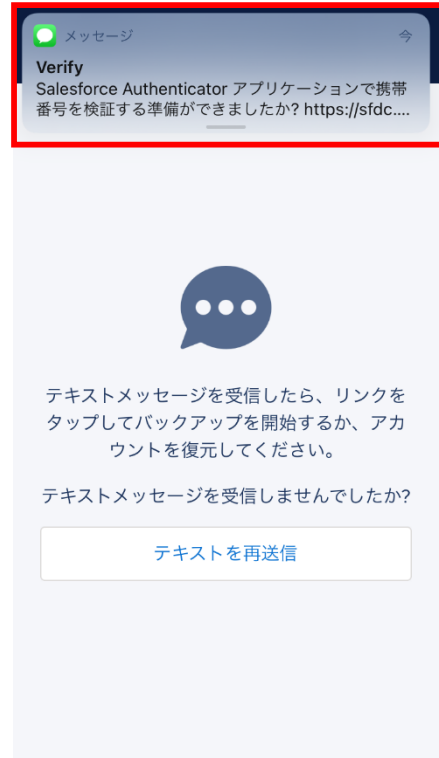 メッセージ
今
Verify
Salesforce Authenticator アプリケーションで携帯
番号を検証する準備ができましたか? https://sfdc....
テキストメッセージを受信したら、リンクを
タップしてバックアップを開始するか、アカ
ウントを復元してください。
テキストメッセージを受信しませんでしたか?
テキストを再送信